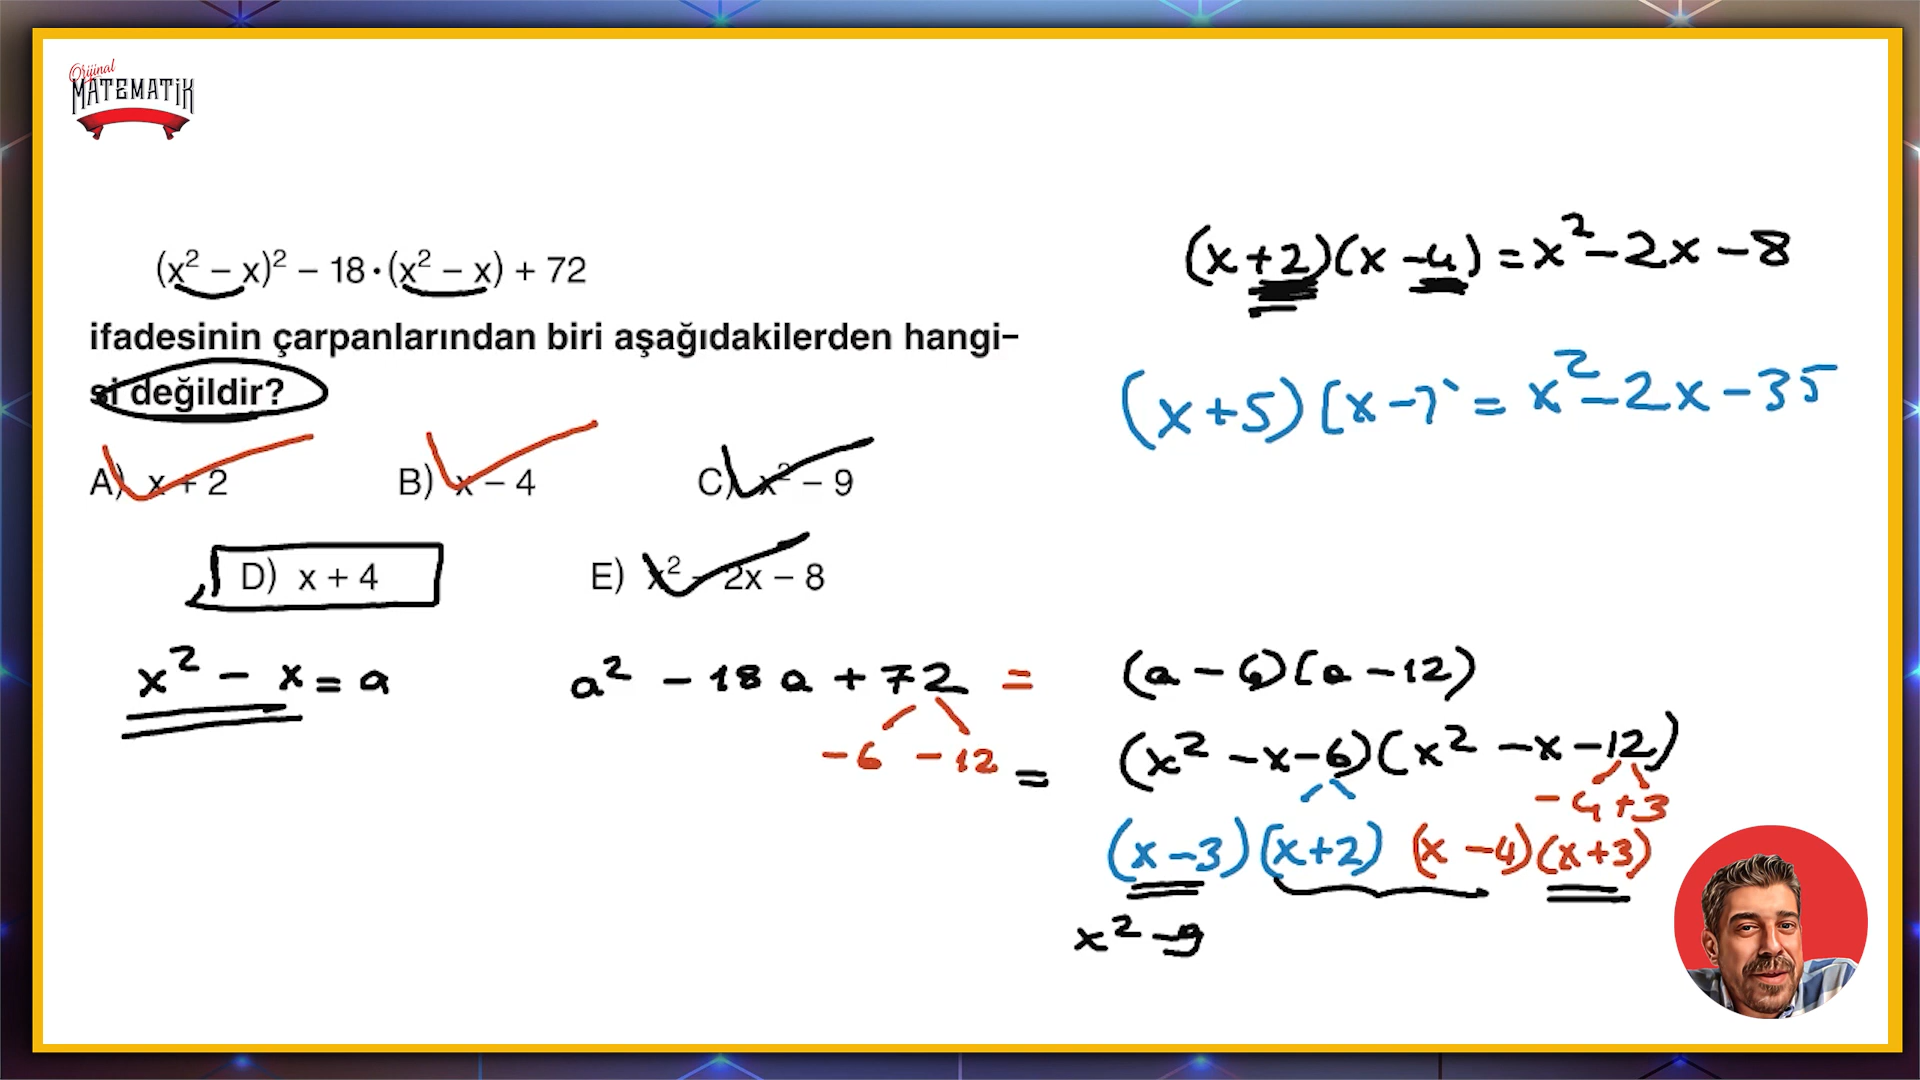 Orijinal
MATEMATİK
(x² – x)² – 18·(x² – x) + 72
ifadesinin çarpanlarından biri aşağıdakilerden hangi–
si değildir?
A) x + 2
B) x – 4
C) x² – 9
D) x + 4
E) x² – 2x – 8
x² – x = a
a² – 18a + 72 =
–6 –12
(a – 6)(a – 12)
= (x² – x – 6)(x² – x – 12)
–4 +3
(x – 3)(x + 2) (x – 4)(x + 3)
x² – 9
(x+2)(x –4) = x² – 2x – 8
(x+5)(x–7 = x² – 2x – 35